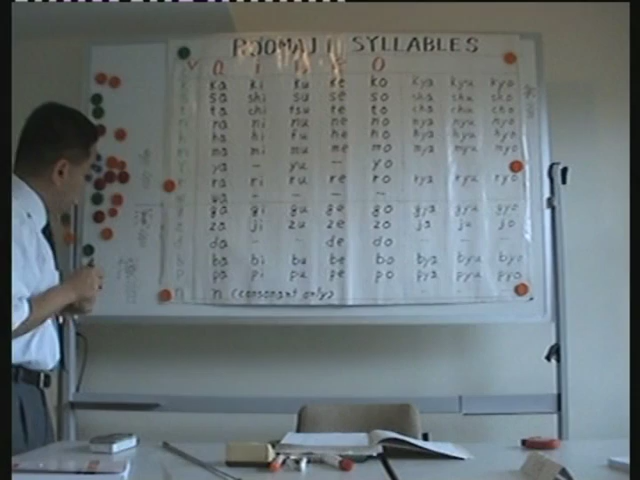 ROOMAJI SYLLABLES
a i u e o
ka ki ku ke ko kya kyu kyo
sa shi su se so sha shu sho
ta chi tsu te to cha chu cho
na ni nu ne no nya nyu nyo
ha hi fu he ho hya hyu hyo
ma mi mu me mo mya myu myo
ya - yu - yo
ra ri ru re ro rya ryu ryo
wa - - - -
ga gi gu ge go gya gyu gyo
za ji zu ze zo ja ju jo
da - - de do - - -
ba bi bu be bo bya byu byo
pa pi pu pe po pya pyu pyo
n n (consonant only)